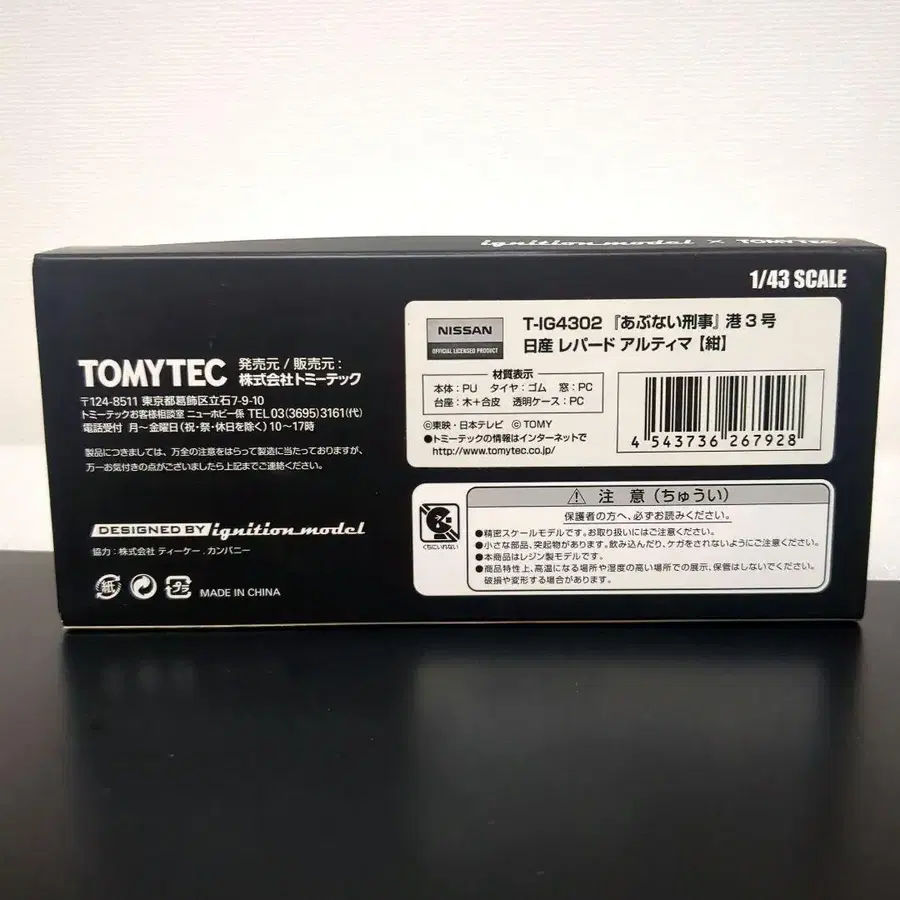 ignition model × TOMYTEC
1/43 SCALE
TOMYTEC 発売元 / 販売元：
株式会社トミーテック
〒124-8511 東京都葛飾区立石7-9-10
トミーテックお客様相談室 ニューホビー係 TEL 03(3695)3161(代)
電話受付 月〜金曜日(祝・祭・休日を除く)10〜17時
製品につきましては、万全の注意をはらって製造に当たっておりますが、
万一お気付きの点がございましたら上記までご連絡ください。
DESIGNED BY ignition model
協力：株式会社 ティーケー．カンパニー
紙
プラ
MADE IN CHINA
NISSAN
OFFICIAL LICENSED PRODUCT
T-IG4302 『あぶない刑事』港３号
日産 レパード アルティマ【紺】
材質表示
本体：PU タイヤ：ゴム 窓：PC
台座：木＋合皮 透明ケース：PC
©東映・日本テレビ © TOMY
●トミーテックの情報はインターネットで
http://www.tomytec.co.jp/
4 543736 267928
くちにいれない
⚠ 注 意（ちゅうい）
保護者の方へ、必ずお読みください。
●精密スケールモデルです。お取り扱いにはご注意ください。
●小さな部品、突起物があります。飲み込んだり、ケガをされないようにご注意ください。
●本商品はレジン製モデルです。
●商品特性上、高温になる場所や湿度の高い場所での展示、保管はしないでください。
破損や変形する場合があります。